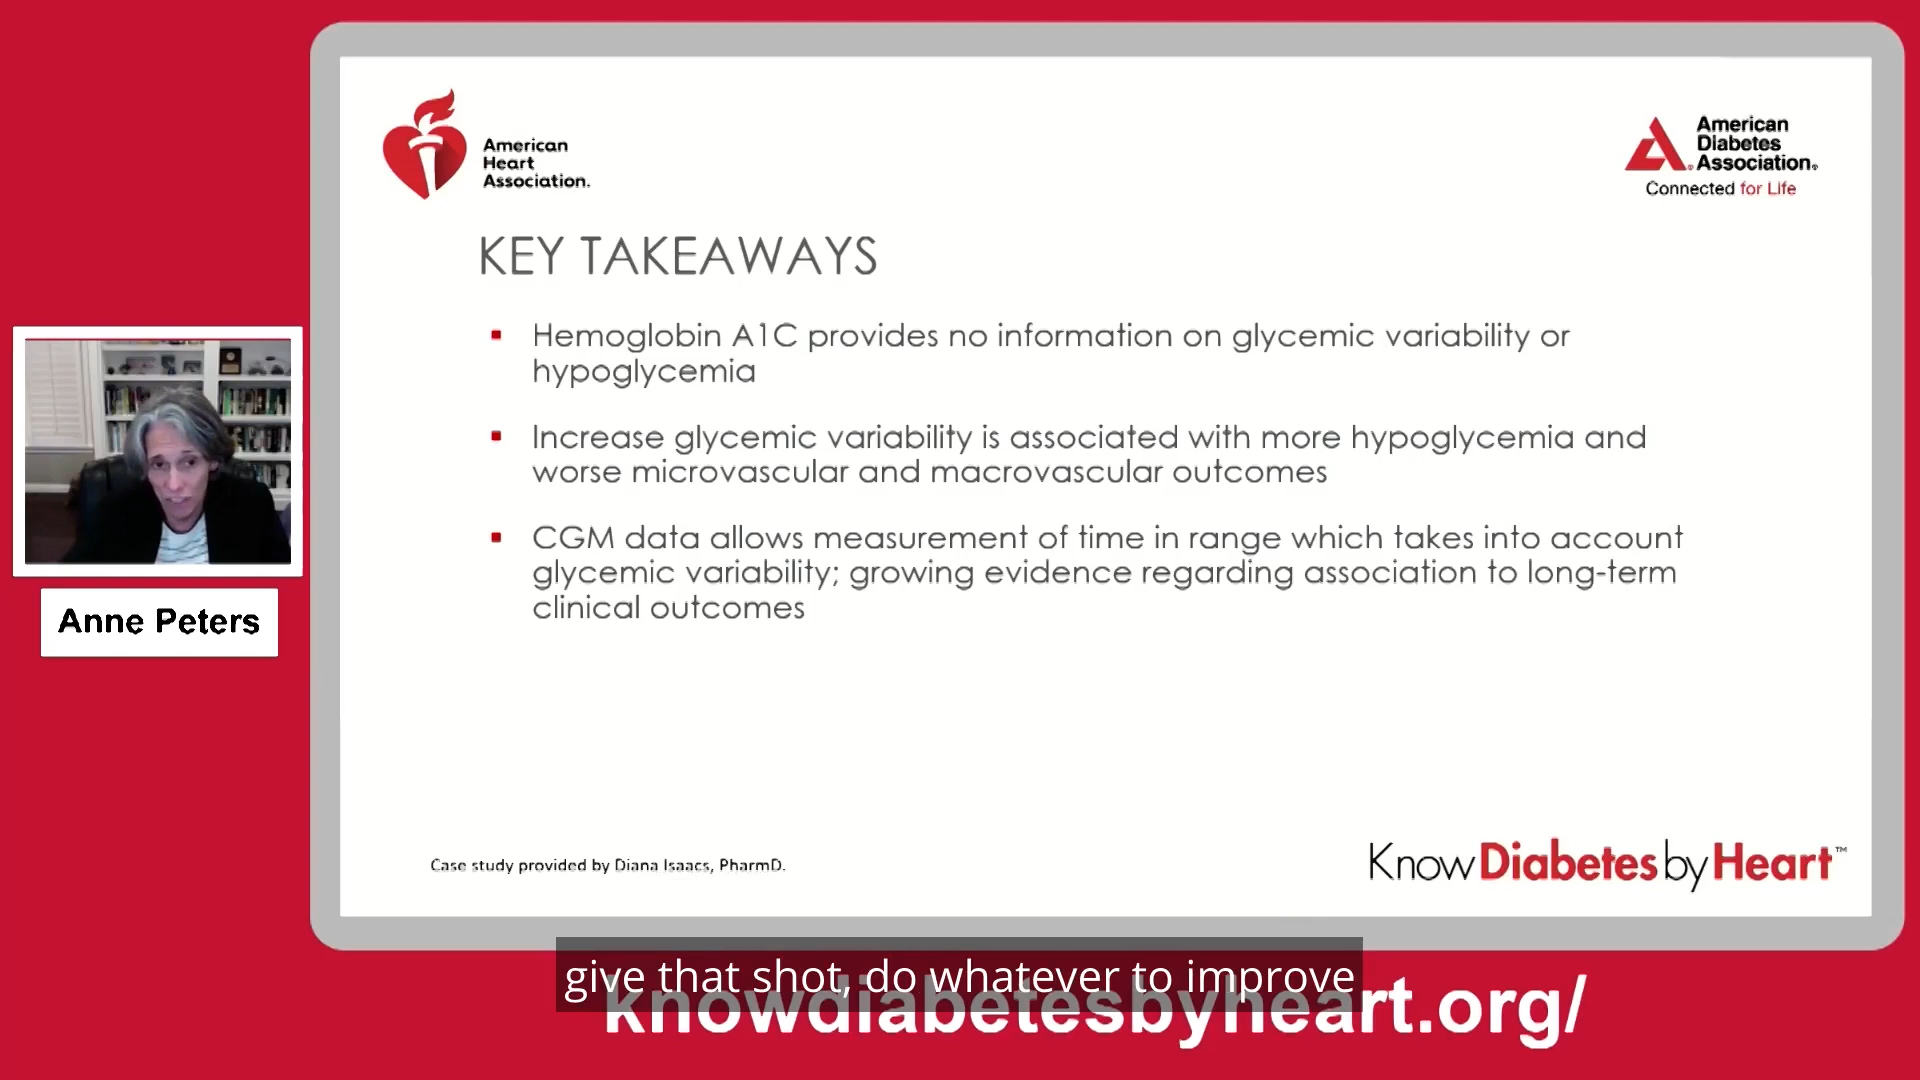 American
Heart
Association.
American
Diabetes
Association®
Connected for Life
KEY TAKEAWAYS
▪ Hemoglobin A1C provides no information on glycemic variability or
hypoglycemia
▪ Increase glycemic variability is associated with more hypoglycemia and
worse microvascular and macrovascular outcomes
▪ CGM data allows measurement of time in range which takes into account
glycemic variability; growing evidence regarding association to long-term
clinical outcomes
Anne Peters
Case study provided by Diana Isaacs, PharmD.
Know Diabetes by Heart™
give that shot, do whatever to improve
knowdiabetesbyheart.org/